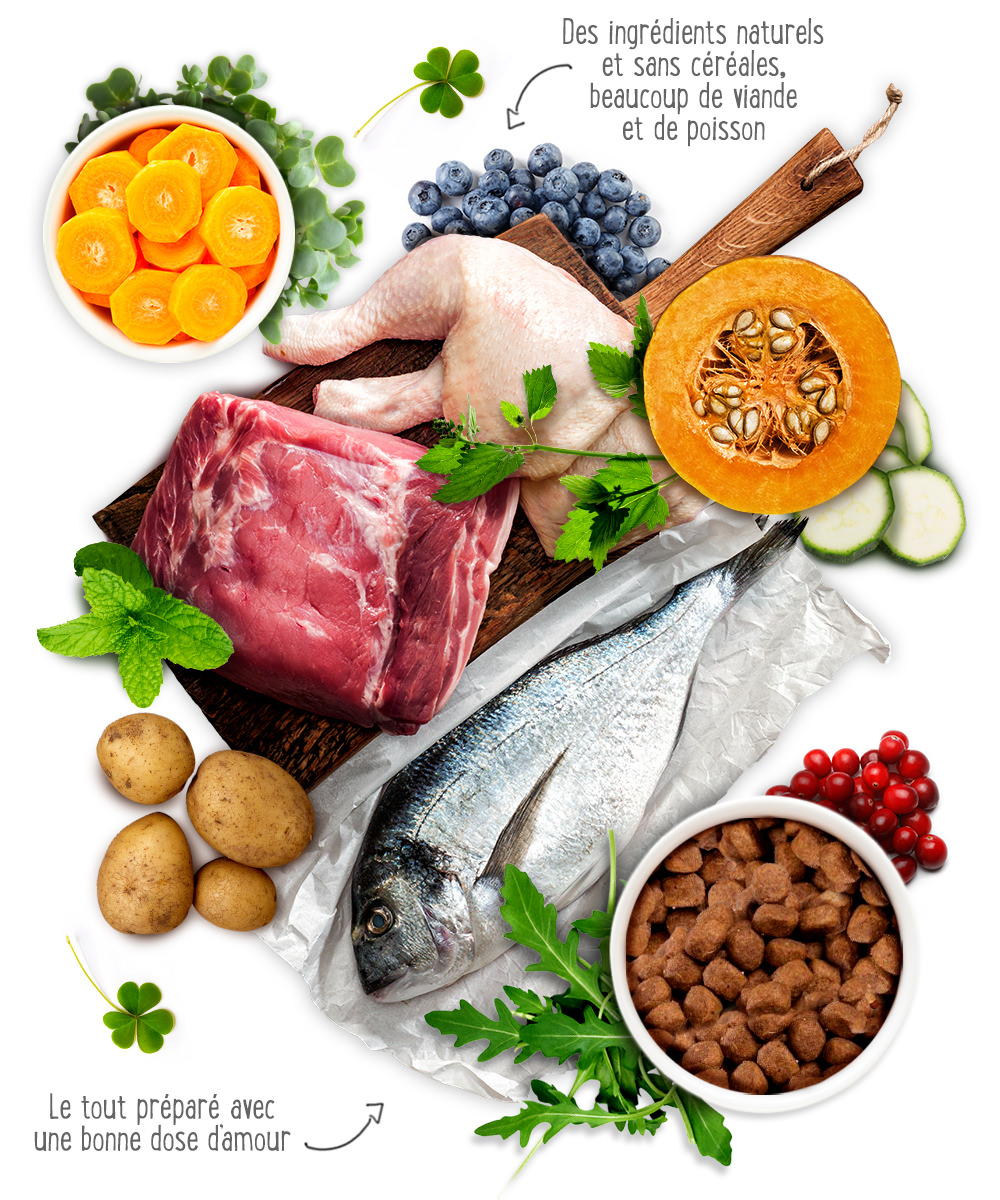 Des ingrédients naturels
et sans céréales,
beaucoup de viande
et de poisson
Le tout préparé avec
une bonne dose d'amour